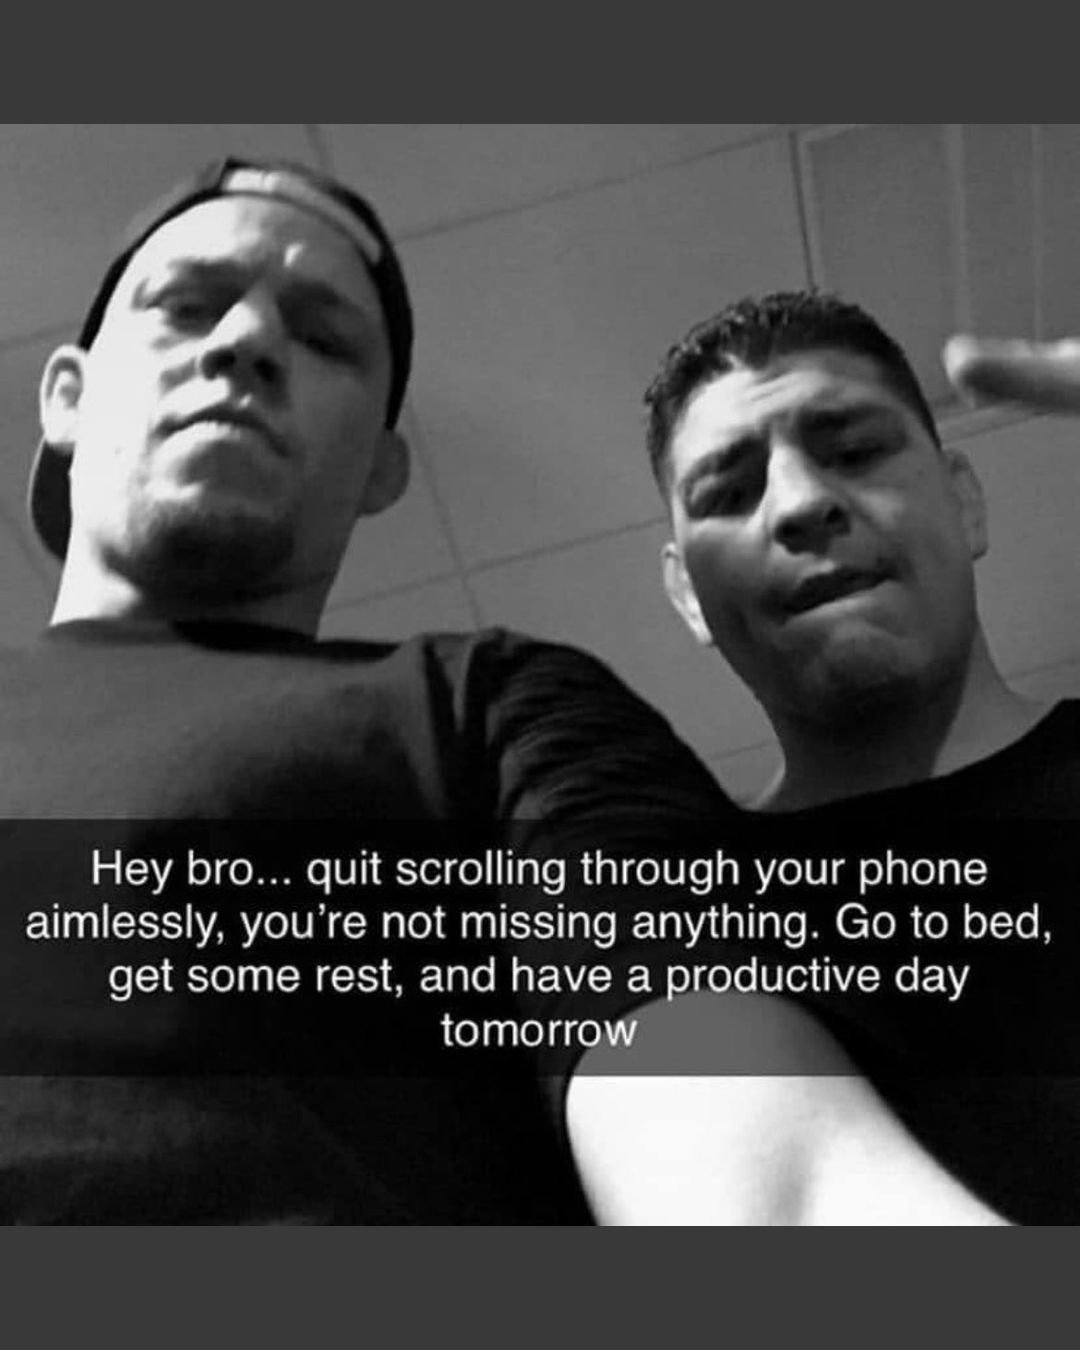 Hey bro... quit scrolling through your phone
aimlessly, you're not missing anything. Go to bed,
get some rest, and have a productive day
tomorrow